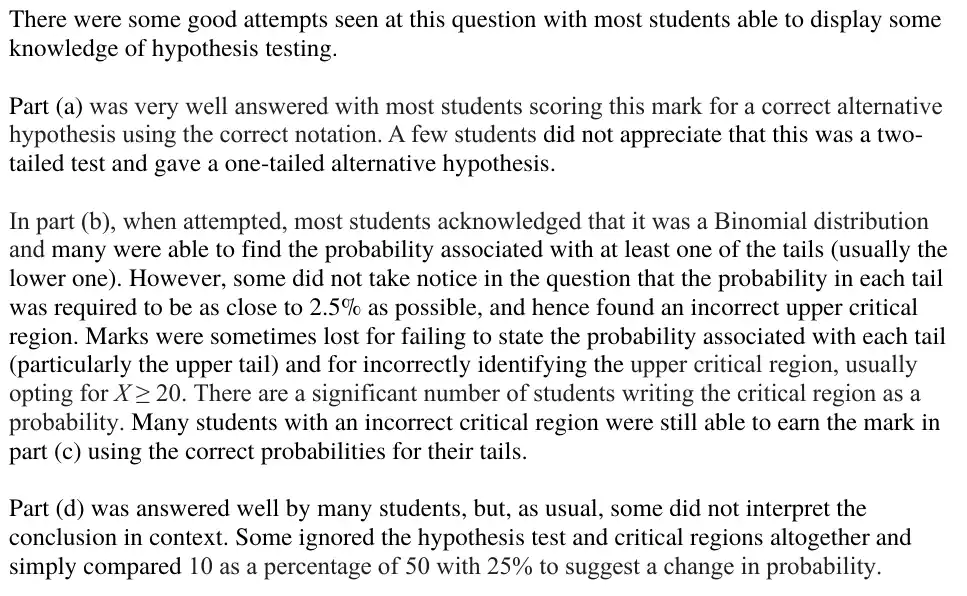 There were some good attempts seen at this question with most students able to display some
knowledge of hypothesis testing.
Part (a) was very well answered with most students scoring this mark for a correct alternative
hypothesis using the correct notation. A few students did not appreciate that this was a two-
tailed test and gave a one-tailed alternative hypothesis.
In part (b), when attempted, most students acknowledged that it was a Binomial distribution
and many were able to find the probability associated with at least one of the tails (usually the
lower one). However, some did not take notice in the question that the probability in each tail
was required to be as close to 2.5% as possible, and hence found an incorrect upper critical
region. Marks were sometimes lost for failing to state the probability associated with each tail
(particularly the upper tail) and for incorrectly identifying the upper critical region, usually
opting for X ≥ 20. There are a significant number of students writing the critical region as a
probability. Many students with an incorrect critical region were still able to earn the mark in
part (c) using the correct probabilities for their tails.
Part (d) was answered well by many students, but, as usual, some did not interpret the
conclusion in context. Some ignored the hypothesis test and critical regions altogether and
simply compared 10 as a percentage of 50 with 25% to suggest a change in probability.